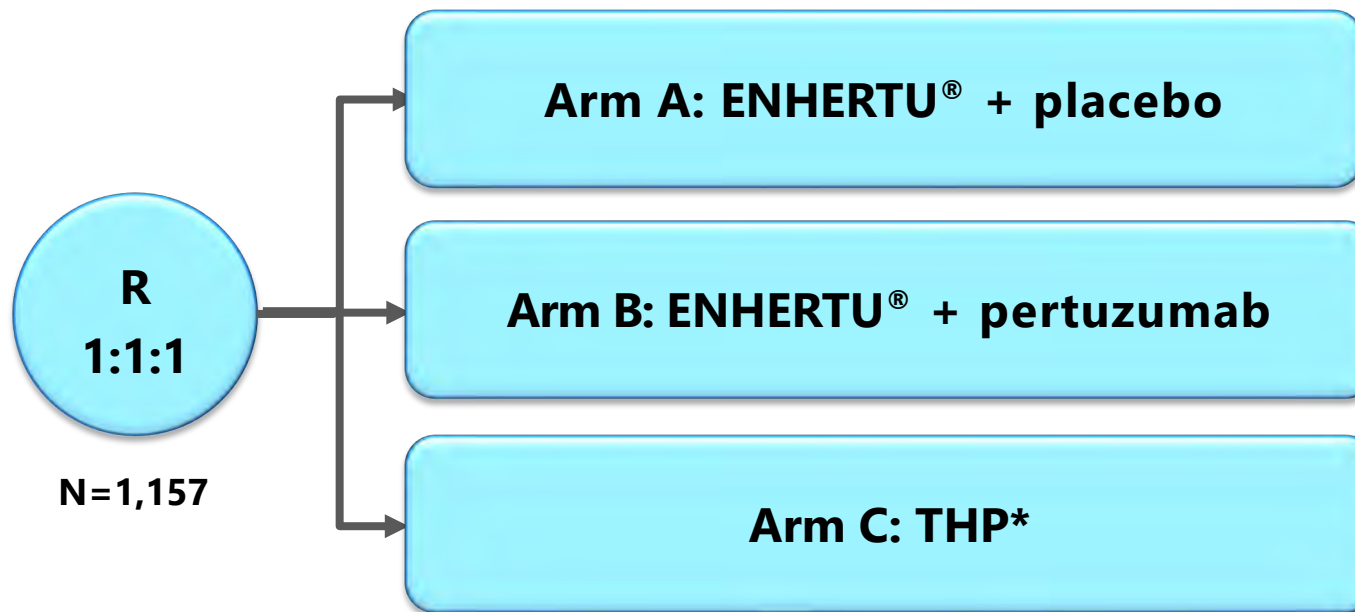 Arm A: ENHERTU® + placebo
R
1:1:1
Arm B: ENHERTU® + pertuzumab
N=1,157
Arm C: THP*